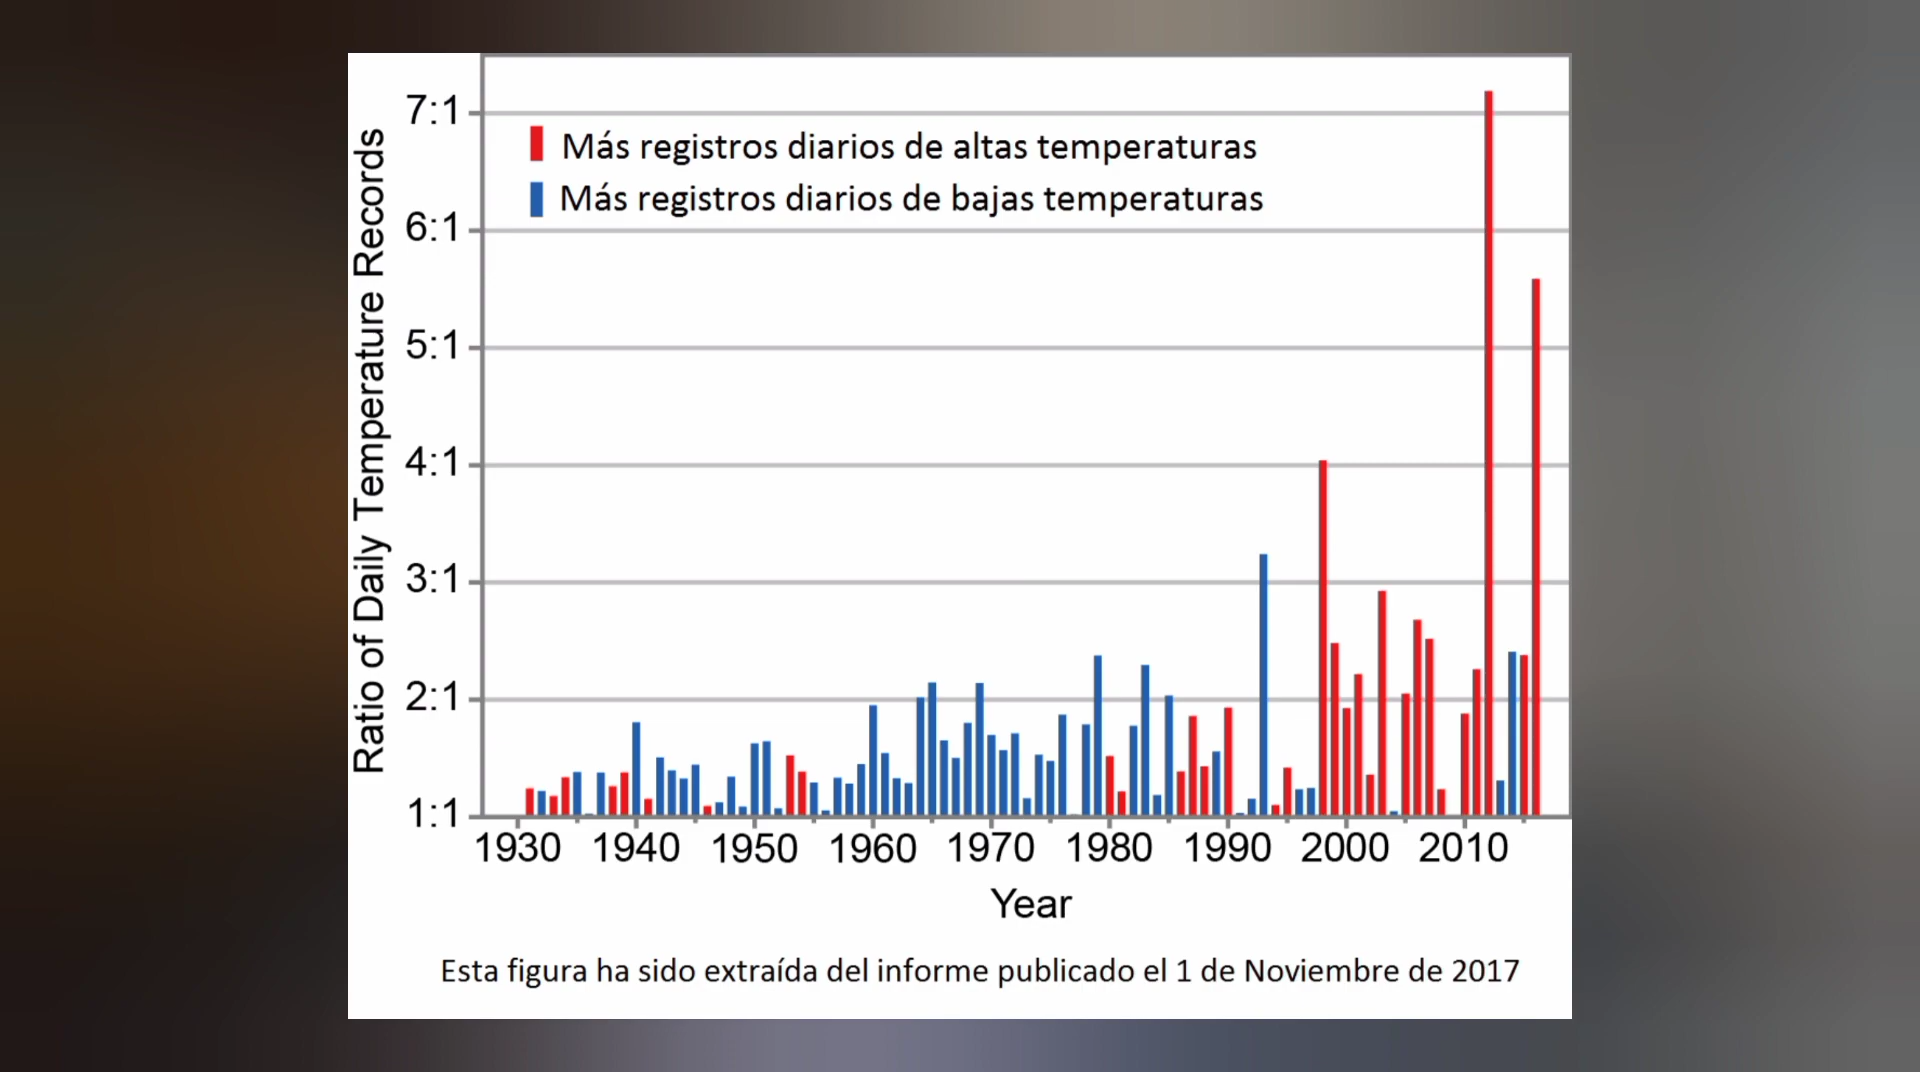 Ratio of Daily Temperature Records
7:1
6:1
5:1
4:1
3:1
2:1
1:1
Más registros diarios de altas temperaturas
Más registros diarios de bajas temperaturas
1930 1940 1950 1960 1970 1980 1990 2000 2010
Year
Esta figura ha sido extraída del informe publicado el 1 de Noviembre de 2017